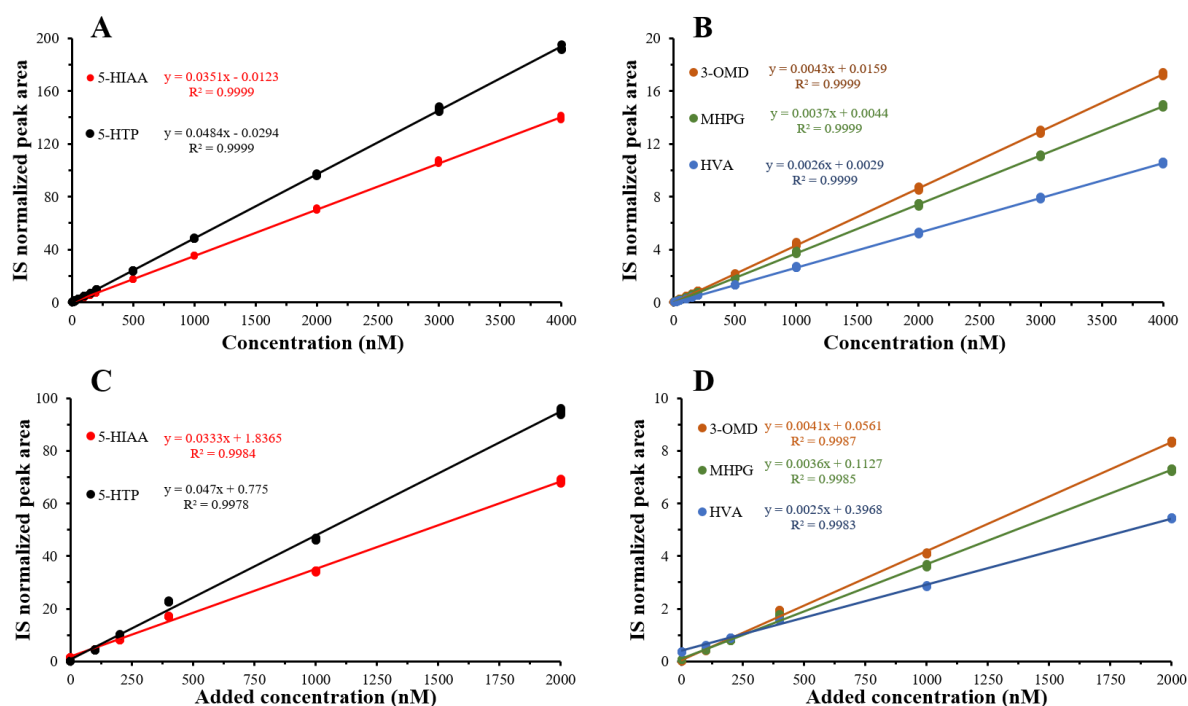 A
IS normalized peak area
200
160
120
80
40
0
5-HIAA
y = 0.0351x - 0.0123
R² = 0.9999
5-HTP
y = 0.0484x - 0.0294
R² = 0.9999
0 500 1000 1500 2000 2500 3000 3500 4000
Concentration (nM)
B
IS normalized peak area
20
16
12
8
4
0
3-OMD
y = 0.0043x + 0.0159
R² = 0.9999
MHPG
y = 0.0037x + 0.0044
R² = 0.9999
HVA
y = 0.0026x + 0.0029
R² = 0.9999
0 500 1000 1500 2000 2500 3000 3500 4000
Concentration (nM)
C
IS normalized peak area
100
80
60
40
20
0
5-HIAA
y = 0.0333x + 1.8365
R² = 0.9984
5-HTP
y = 0.047x + 0.775
R² = 0.9978
0 250 500 750 1000 1250 1500 1750 2000
Added concentration (nM)
D
IS normalized peak area
10
8
6
4
2
0
3-OMD
y = 0.0041x + 0.0561
R² = 0.9987
MHPG
y = 0.0036x + 0.1127
R² = 0.9985
HVA
y = 0.0025x + 0.3968
R² = 0.9983
0 250 500 750 1000 1250 1500 1750 2000
Added concentration (nM)